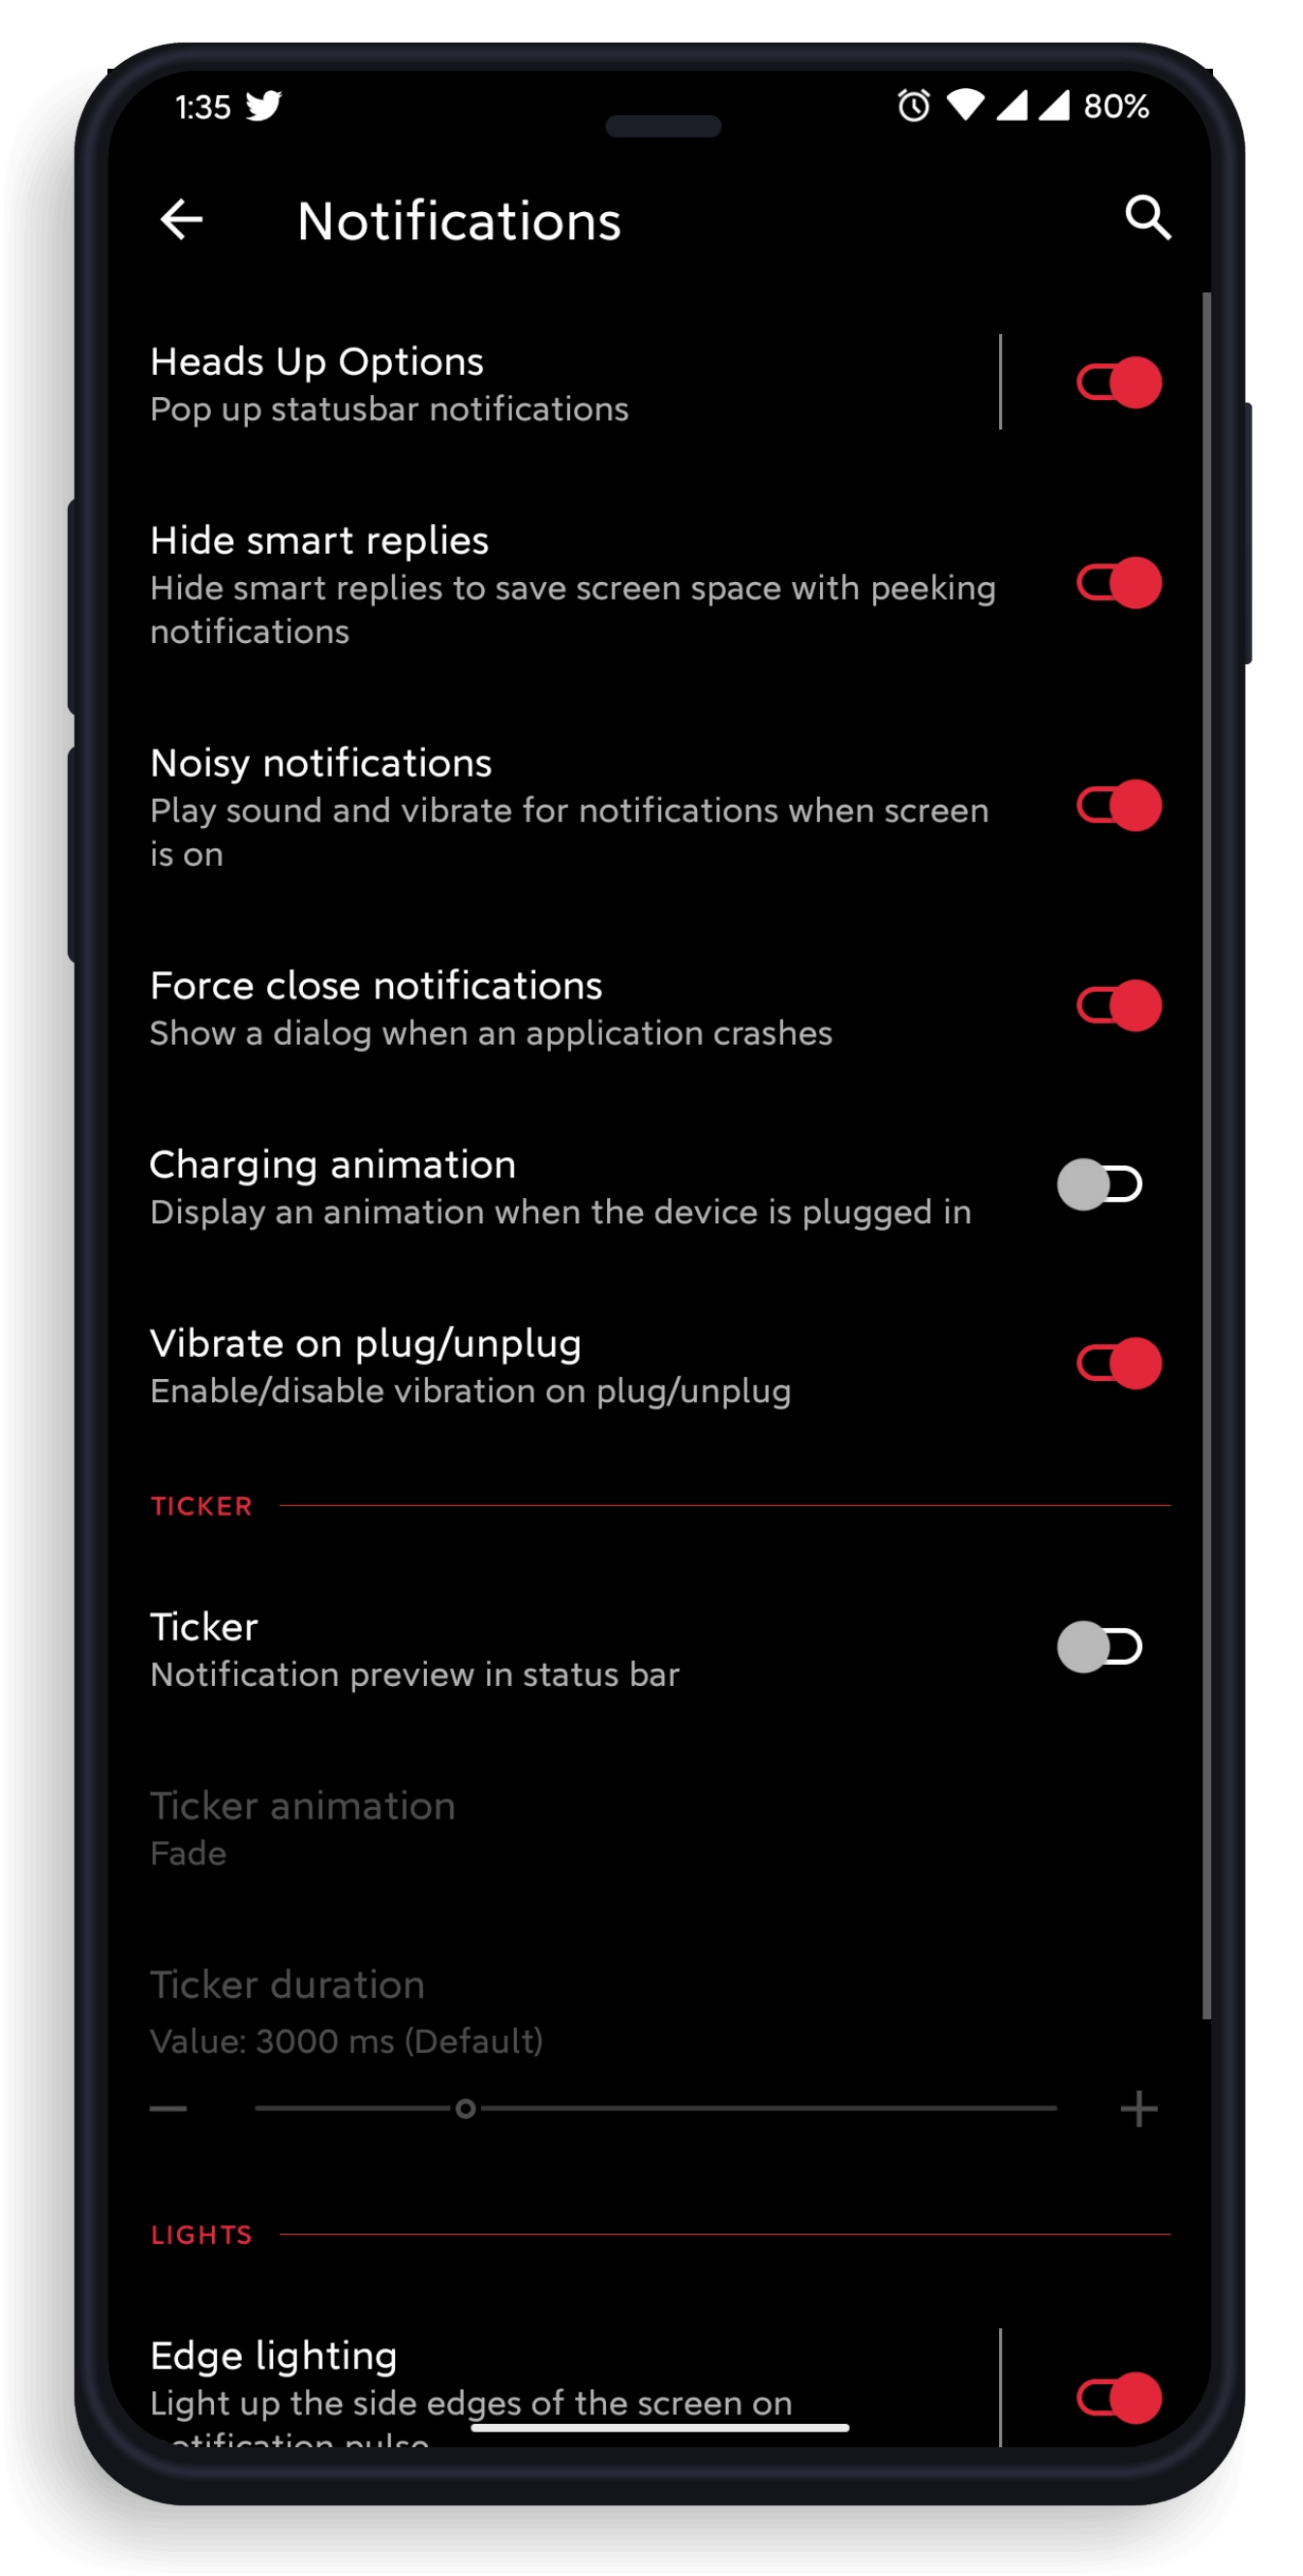 1:35 80%
Notifications
Heads Up Options
Pop up statusbar notifications
Hide smart replies
Hide smart replies to save screen space with peeking
notifications
Noisy notifications
Play sound and vibrate for notifications when screen
is on
Force close notifications
Show a dialog when an application crashes
Charging animation
Display an animation when the device is plugged in
Vibrate on plug/unplug
Enable/disable vibration on plug/unplug
TICKER
Ticker
Notification preview in status bar
Ticker animation
Fade
Ticker duration
Value: 3000 ms (Default)
LIGHTS
Edge lighting
Light up the side edges of the screen on
notification pulse